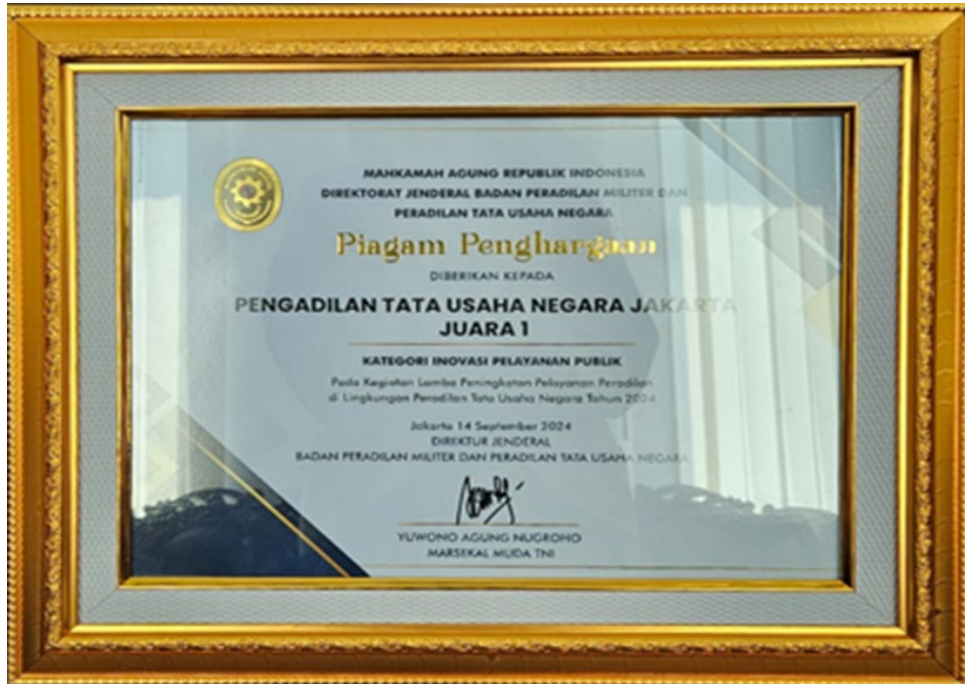 MAHKAMAH AGUNG REPUBLIK INDONESIA
DIREKTORAT JENDERAL BADAN PERADILAN MILITER DAN
PERADILAN TATA USAHA NEGARA
Piagam Penghargaan
DIBERIKAN KEPADA
PENGADILAN TATA USAHA NEGARA JAKARTA
JUARA 1
KATEGORI INOVASI PELAYANAN PUBLIK
Pada Kegiatan Lomba Peningkatan Pelayanan Peradilan
di Lingkungan Peradilan Tata Usaha Negara Tahun 2024
Jakarta 14 September 2024
DIREKTUR JENDERAL
BADAN PERADILAN MILITER DAN PERADILAN TATA USAHA NEGARA
YUWONO AGUNG NUGROHO
MARSEKAL MUDA TNI